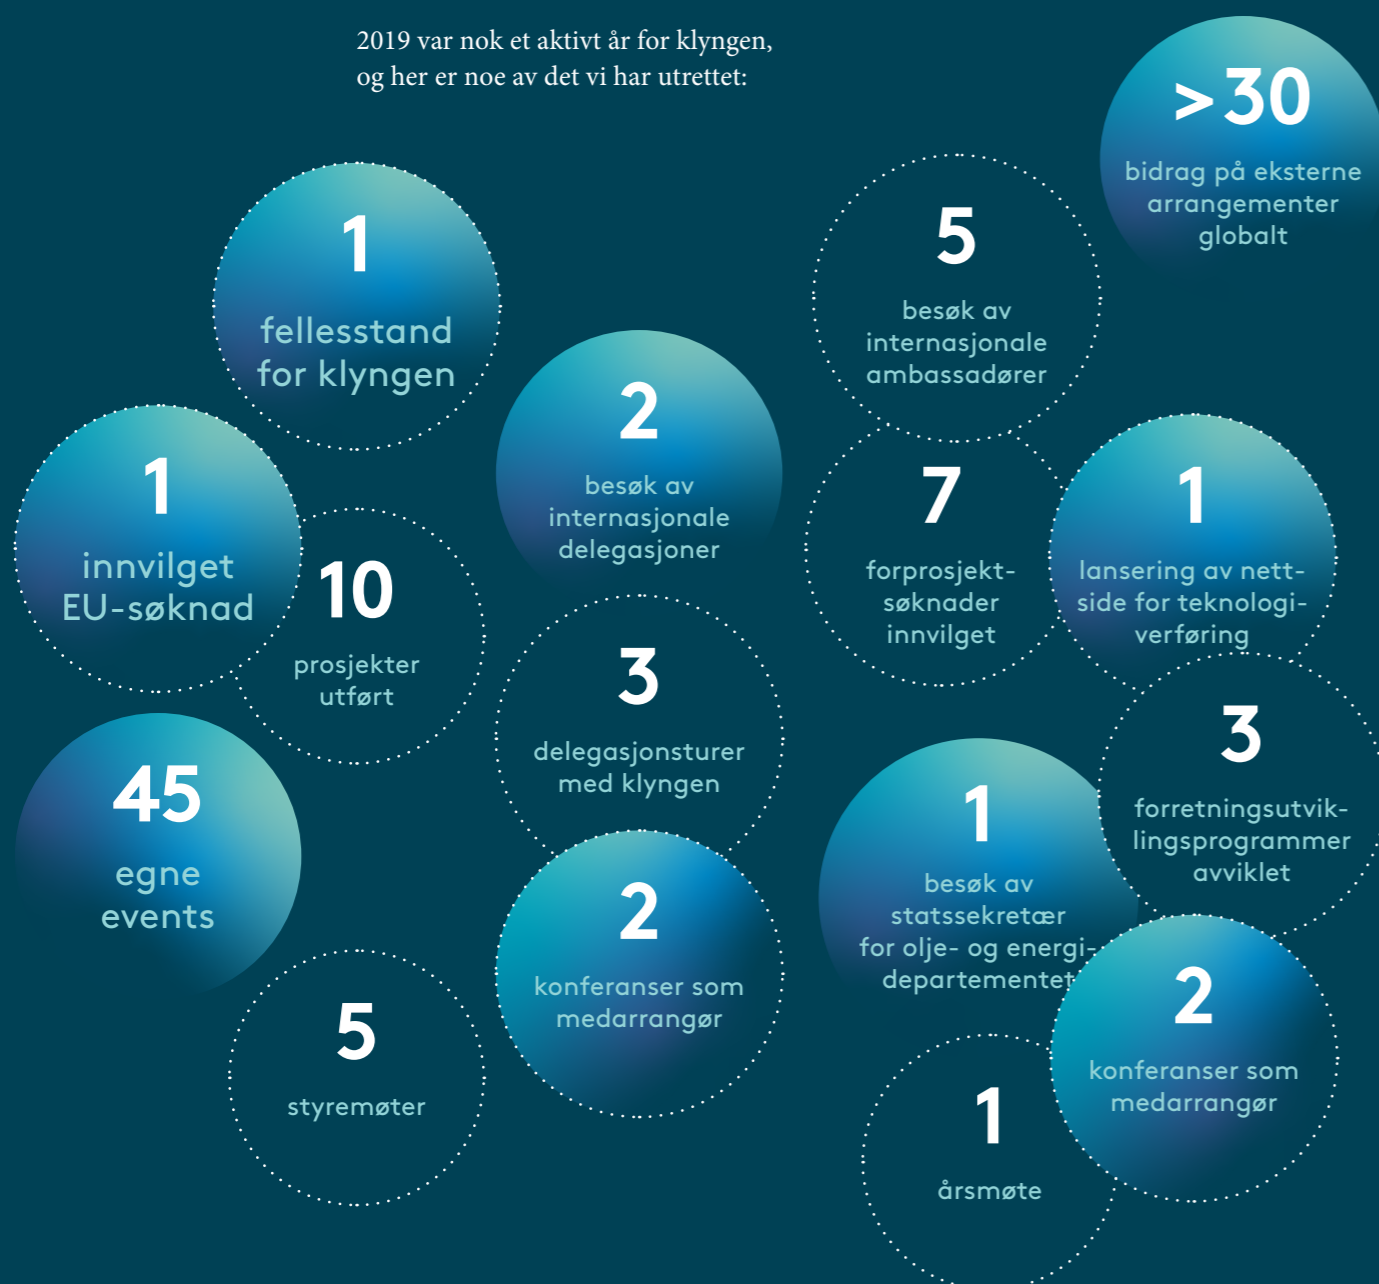 2019 var nok et aktivt år for klyngen,
og her er noe av det vi har utrettet:
>30
bidrag på eksterne
arrangementer
globalt
1
fellesstand
for klyngen
5
besøk av
internasjonale
ambassadører
2
besøk av
internasjonale
delegasjoner
1
innvilget
EU-søknad
7
forprosjekt-
søknader
innvilget
1
lansering av nett-
side for teknologi-
verføring
10
prosjekter
utført
3
delegasjonsturer
med klyngen
3
forretningsutvik-
lingsprogrammer
avviklet
45
egne
events
1
besøk av
statssekretær
for olje- og energi-
departementet
2
konferanser som
medarrangør
2
konferanser som
medarrangør
5
styremøter
1
årsmøte